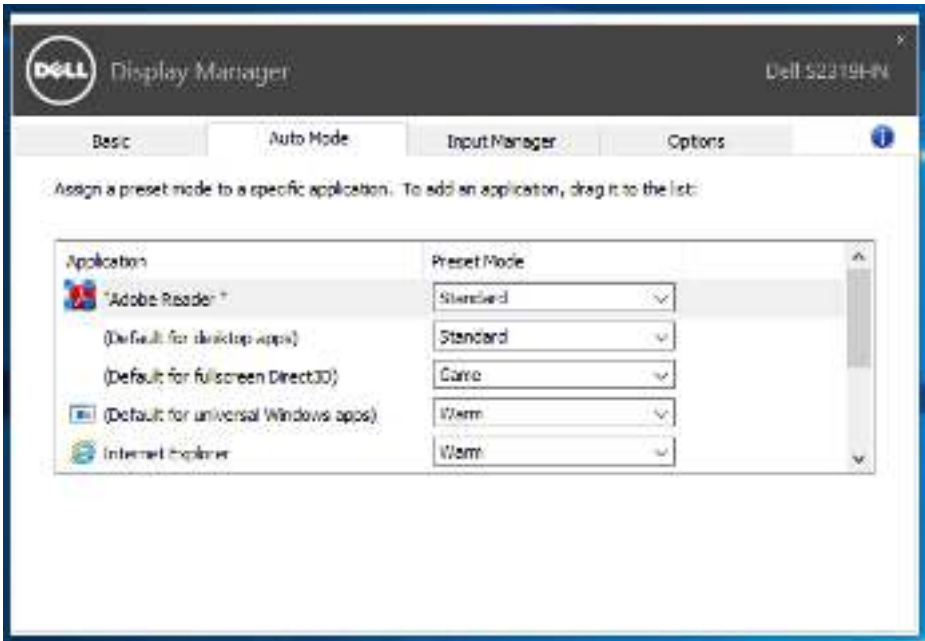 DELL Display Manager
Dell S2319HN
Basic Auto Mode Input Manager Options
Assign a preset mode to a specific application. To add an application, drag it to the list:
Application Preset Mode
"Adobe Reader " Standard
(Default for desktop apps) Standard
(Default for fullscreen Direct3D) Game
(Default for universal Windows apps) Warm
Internet Explorer Warm